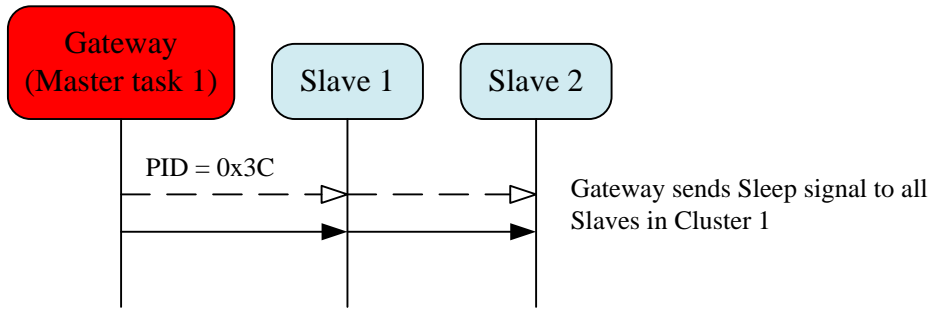 Gateway
(Master task 1)
Slave 1
Slave 2
PID = 0x3C
Gateway sends Sleep signal to all
Slaves in Cluster 1